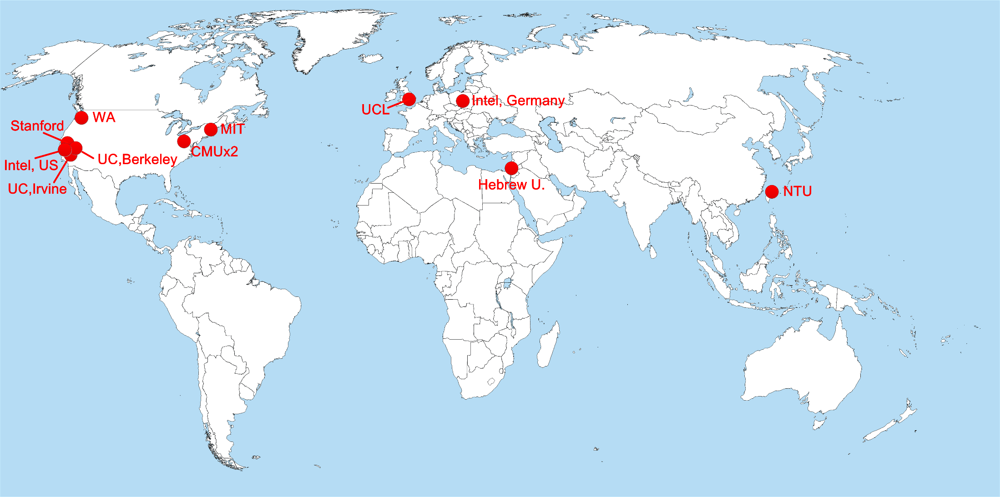 UCL
Intel, Germany
WA
Stanford
MIT
CMUx2
UC,Berkeley
Intel, US
UC,Irvine
Hebrew U.
NTU